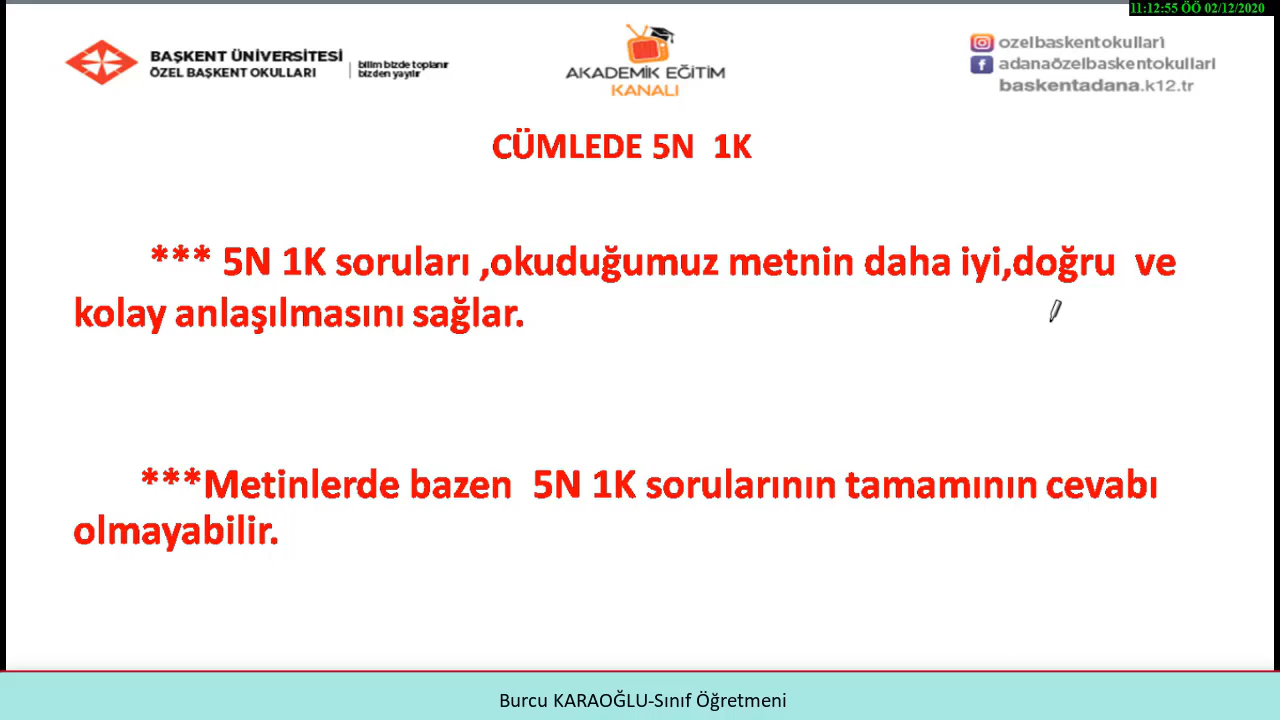 11:12:55 ÖÖ 02/12/2020
BAŞKENT ÜNİVERSİTESİ
ÖZEL BAŞKENT OKULLARI
bilim bizde toplanır
bizden yayılır
AKADEMİK EĞİTİM
KANALI
ozelbaskentokullari
adanaözelbaskentokullari
baskentadana.k12.tr
CÜMLEDE 5N 1K
*** 5N 1K soruları ,okuduğumuz metnin daha iyi,doğru ve
kolay anlaşılmasını sağlar.
***Metinlerde bazen 5N 1K sorularının tamamının cevabı
olmayabilir.
Burcu KARAOĞLU-Sınıf Öğretmeni